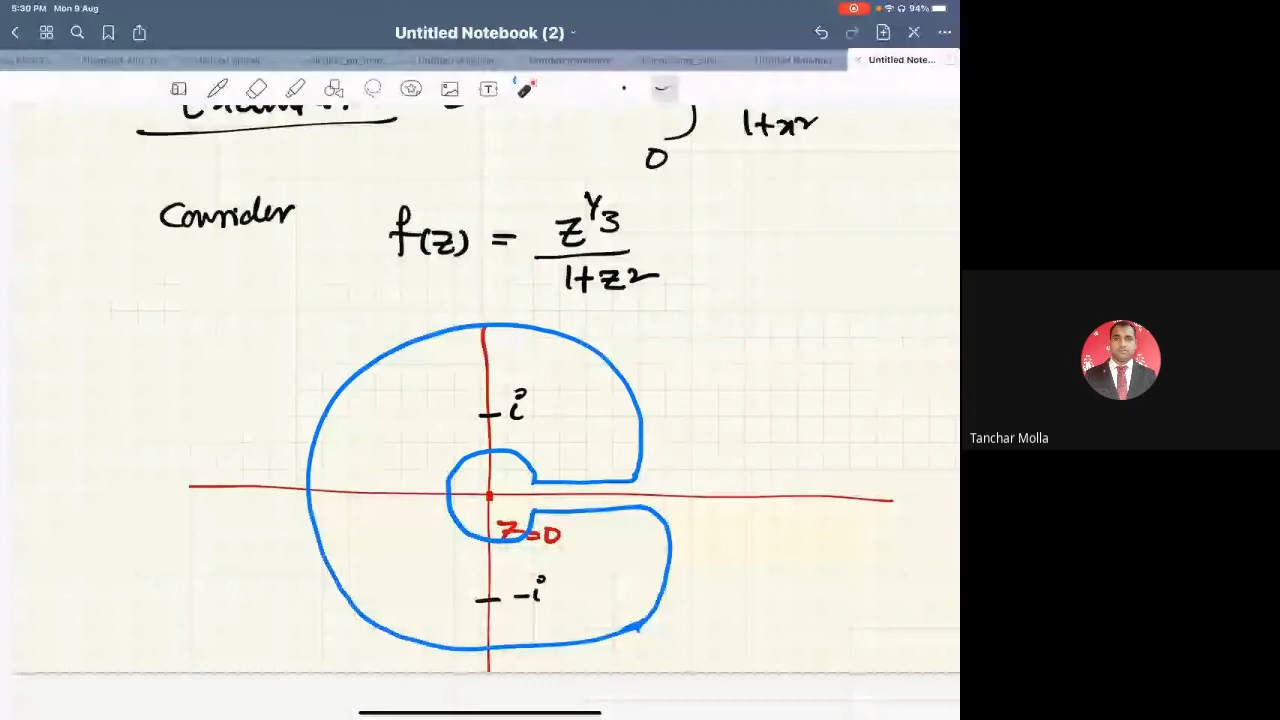 5:30 PM Mon 9 Aug
94%
Untitled Notebook (2)
Untitled Note...
1+x2
0
Consider f(z) = z^1/3 / 1+z2
i
z=0
-i
Tanchar Molla